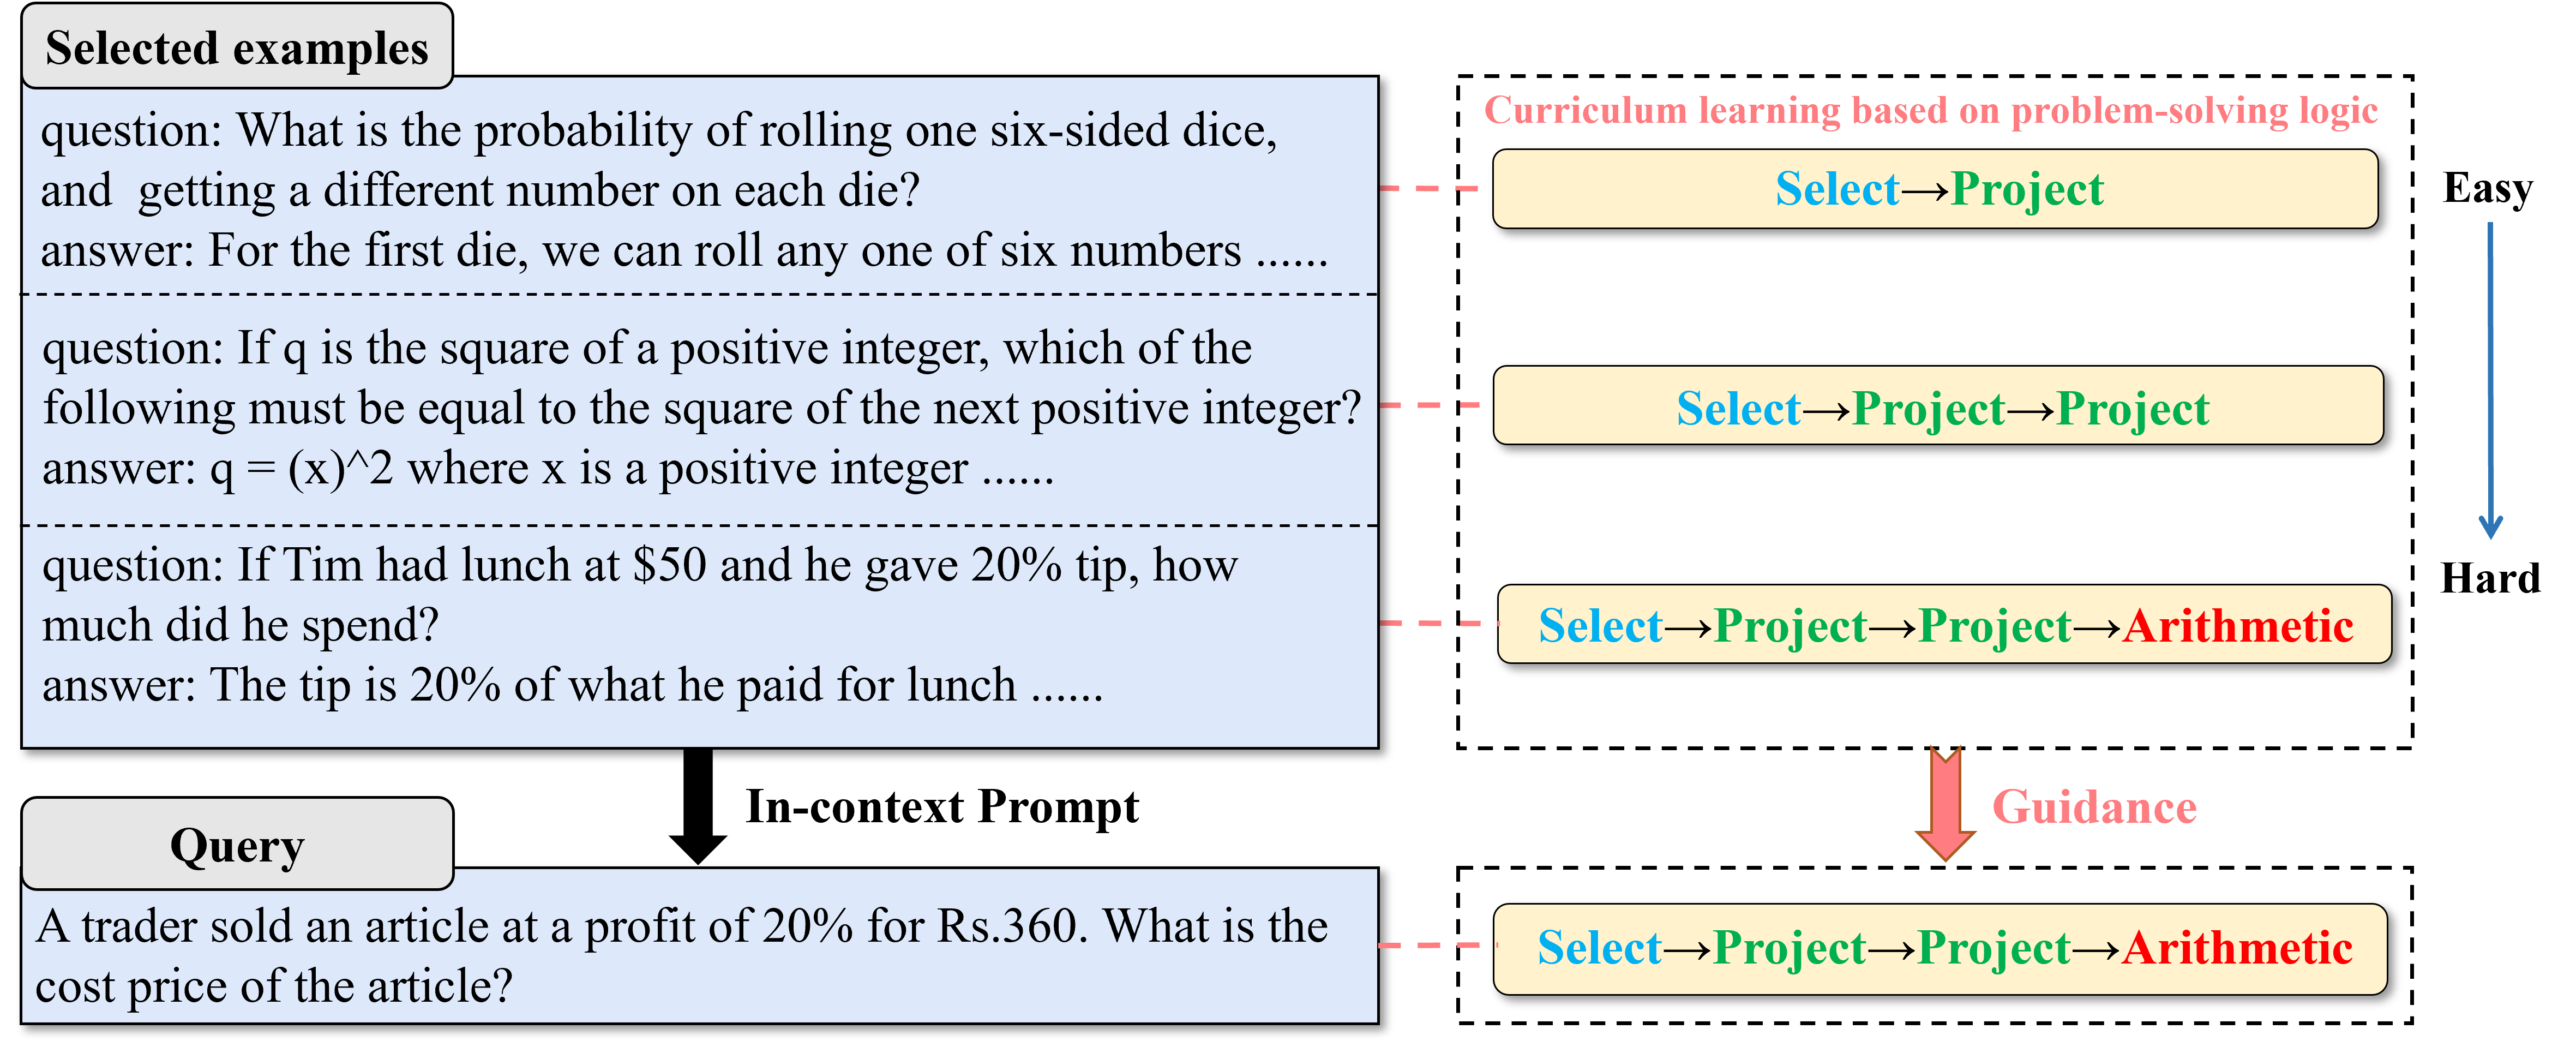 Selected examples
question: What is the probability of rolling one six-sided dice,
and getting a different number on each die?
answer: For the first die, we can roll any one of six numbers ......
question: If q is the square of a positive integer, which of the
following must be equal to the square of the next positive integer?
answer: q = (x)^2 where x is a positive integer ......
question: If Tim had lunch at $50 and he gave 20% tip, how
much did he spend?
answer: The tip is 20% of what he paid for lunch ......
Curriculum learning based on problem-solving logic
Select→Project
Select→Project→Project
Select→Project→Project→Arithmetic
Easy
Hard
In-context Prompt
Guidance
Query
A trader sold an article at a profit of 20% for Rs.360. What is the
cost price of the article?
Select→Project→Project→Arithmetic